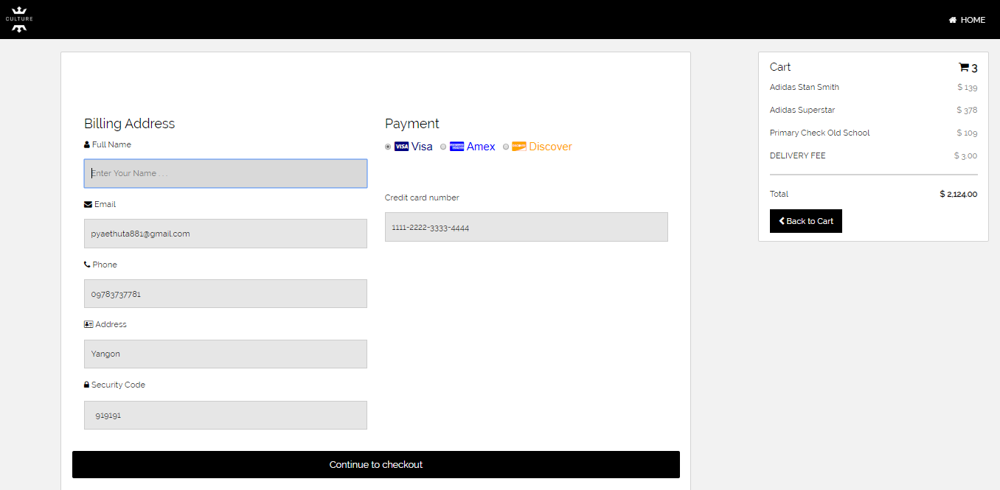 CULTURE
HOME
Billing Address
Full Name
Enter Your Name . . .
Email
pyaethuta881@gmail.com
Phone
09783737781
Address
Yangon
Security Code
919191
Payment
VISA Visa Amex Discover
Credit card number
1111-2222-3333-4444
Continue to checkout
Cart 3
Adidas Stan Smith $ 139
Adidas Superstar $ 378
Primary Check Old School $ 109
DELIVERY FEE $ 3.00
Total $ 2,124.00
Back to Cart